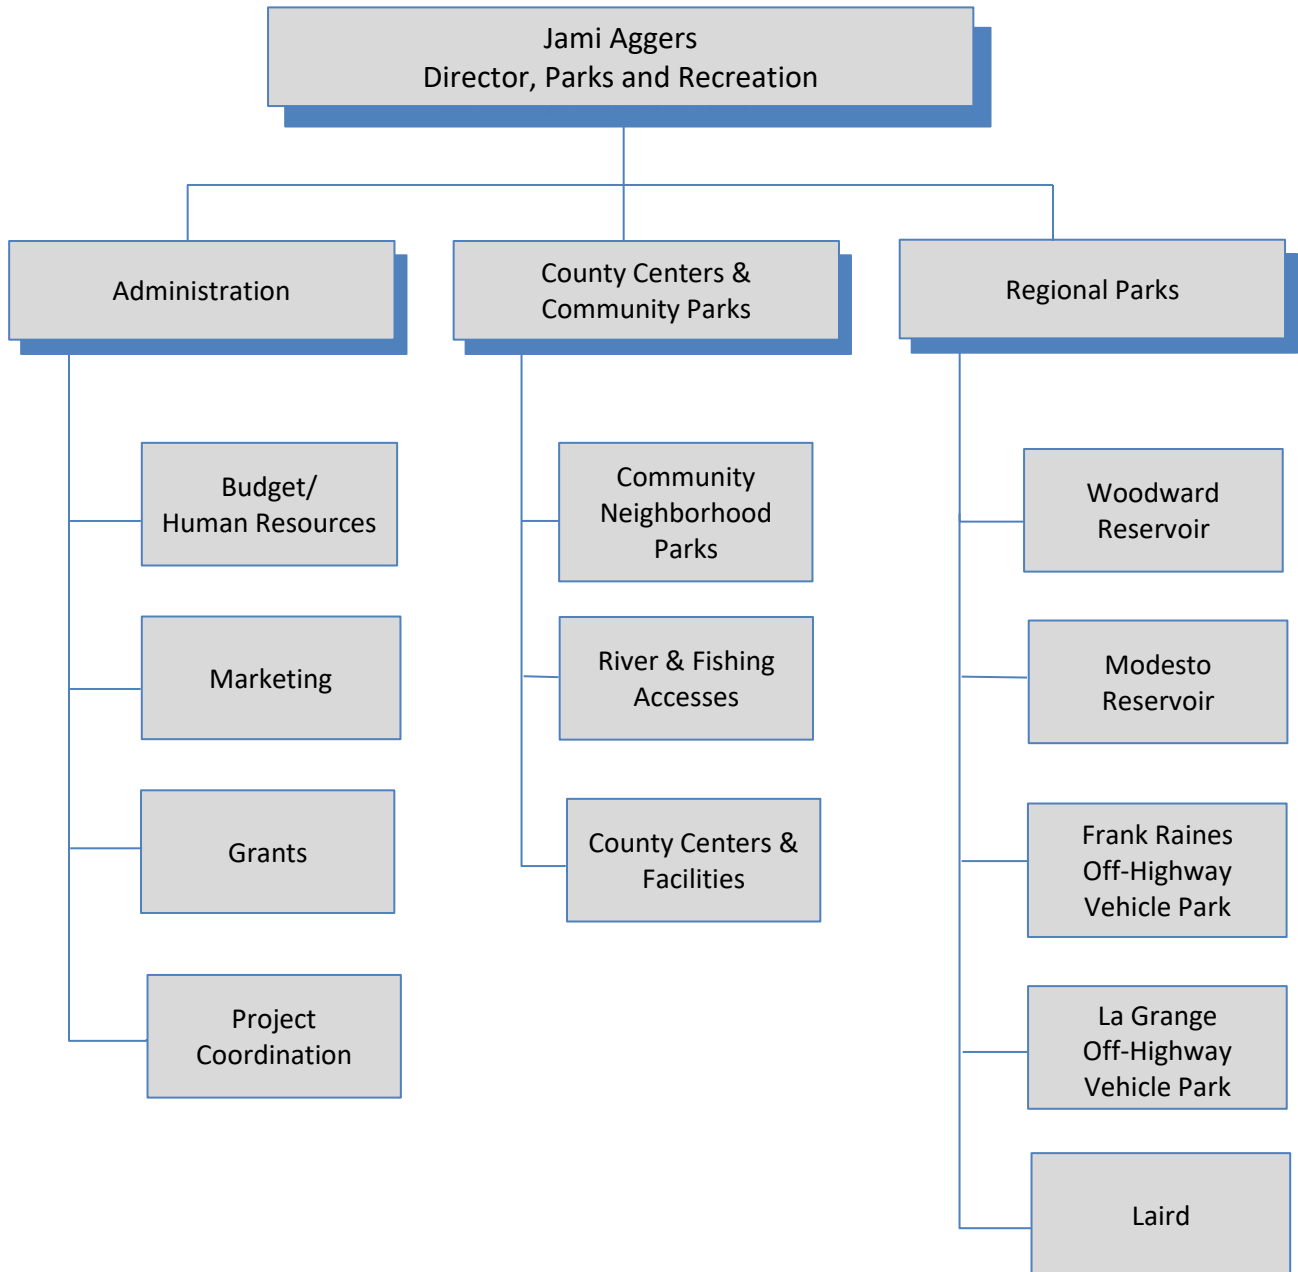 Jami Aggers
Director, Parks and Recreation
Administration
County Centers &
Community Parks
Regional Parks
Budget/
Human Resources
Marketing
Grants
Project
Coordination
Community
Neighborhood
Parks
River & Fishing
Accesses
County Centers &
Facilities
Woodward
Reservoir
Modesto
Reservoir
Frank Raines
Off-Highway
Vehicle Park
La Grange
Off-Highway
Vehicle Park
Laird